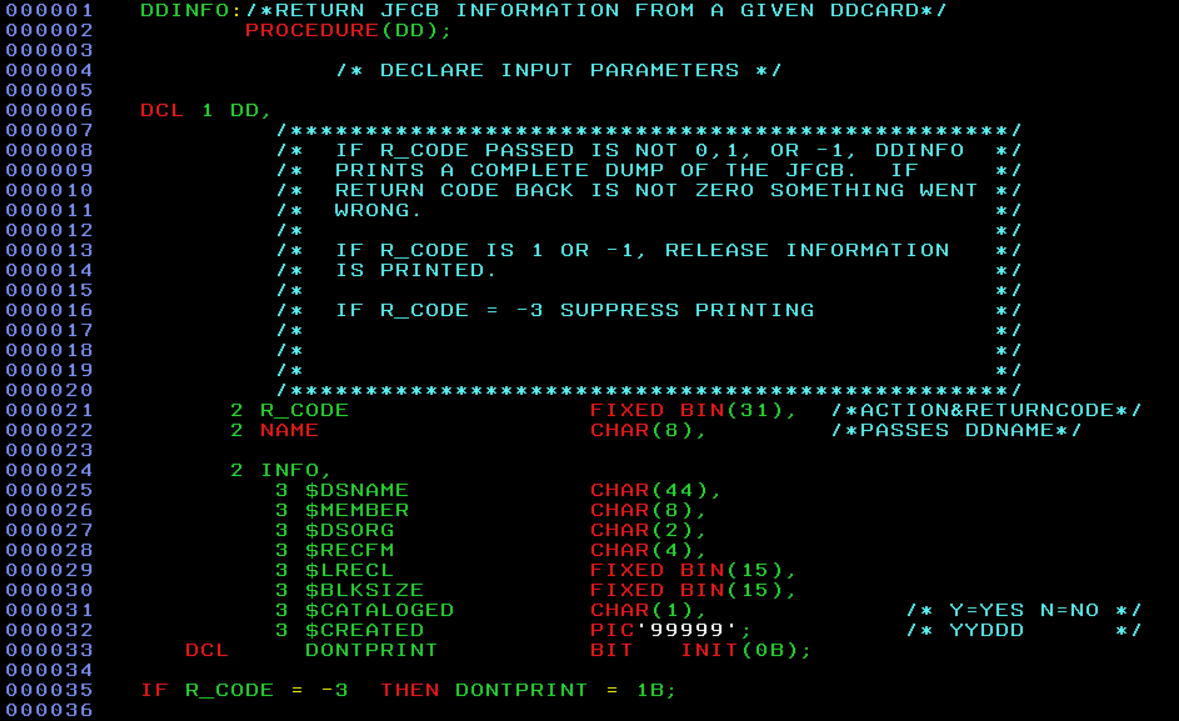 000001   DDINFO:/*RETURN JFCB INFORMATION FROM A GIVEN DDCARD*/
000002          PROCEDURE(DD);
000003
000004                /* DECLARE INPUT PARAMETERS */
000005
000006   DCL 1 DD,
000007            /************************************************/
000008            /*  IF R_CODE PASSED IS NOT 0,1, OR -1, DDINFO  */
000009            /*  PRINTS A COMPLETE DUMP OF THE JFCB.  IF     */
000010            /*  RETURN CODE BACK IS NOT ZERO SOMETHING WENT */
000011            /*  WRONG.                                      */
000012            /*                                              */
000013            /*  IF R_CODE IS 1 OR -1, RELEASE INFORMATION   */
000014            /*  IS PRINTED.                                 */
000015            /*                                              */
000016            /*  IF R_CODE = -3 SUPPRESS PRINTING            */
000017            /*                                              */
000018            /*                                              */
000019            /*                                              */
000020            /************************************************/
000021         2 R_CODE                FIXED BIN(31),  /*ACTION&RETURNCODE*/
000022         2 NAME                  CHAR(8),        /*PASSES DDNAME*/
000023
000024         2 INFO,
000025            3 $DSNAME            CHAR(44),
000026            3 $MEMBER            CHAR(8),
000027            3 $DSORG             CHAR(2),
000028            3 $RECFM             CHAR(4),
000029            3 $LRECL             FIXED BIN(15),
000030            3 $BLKSIZE           FIXED BIN(15),
000031            3 $CATALOGED         CHAR(1),             /* Y=YES N=NO */
000032            3 $CREATED           PIC'99999';          /* YYDDD      */
000033      DCL     DONTPRINT          BIT   INIT(0B);
000034
000035   IF R_CODE = -3  THEN DONTPRINT = 1B;
000036